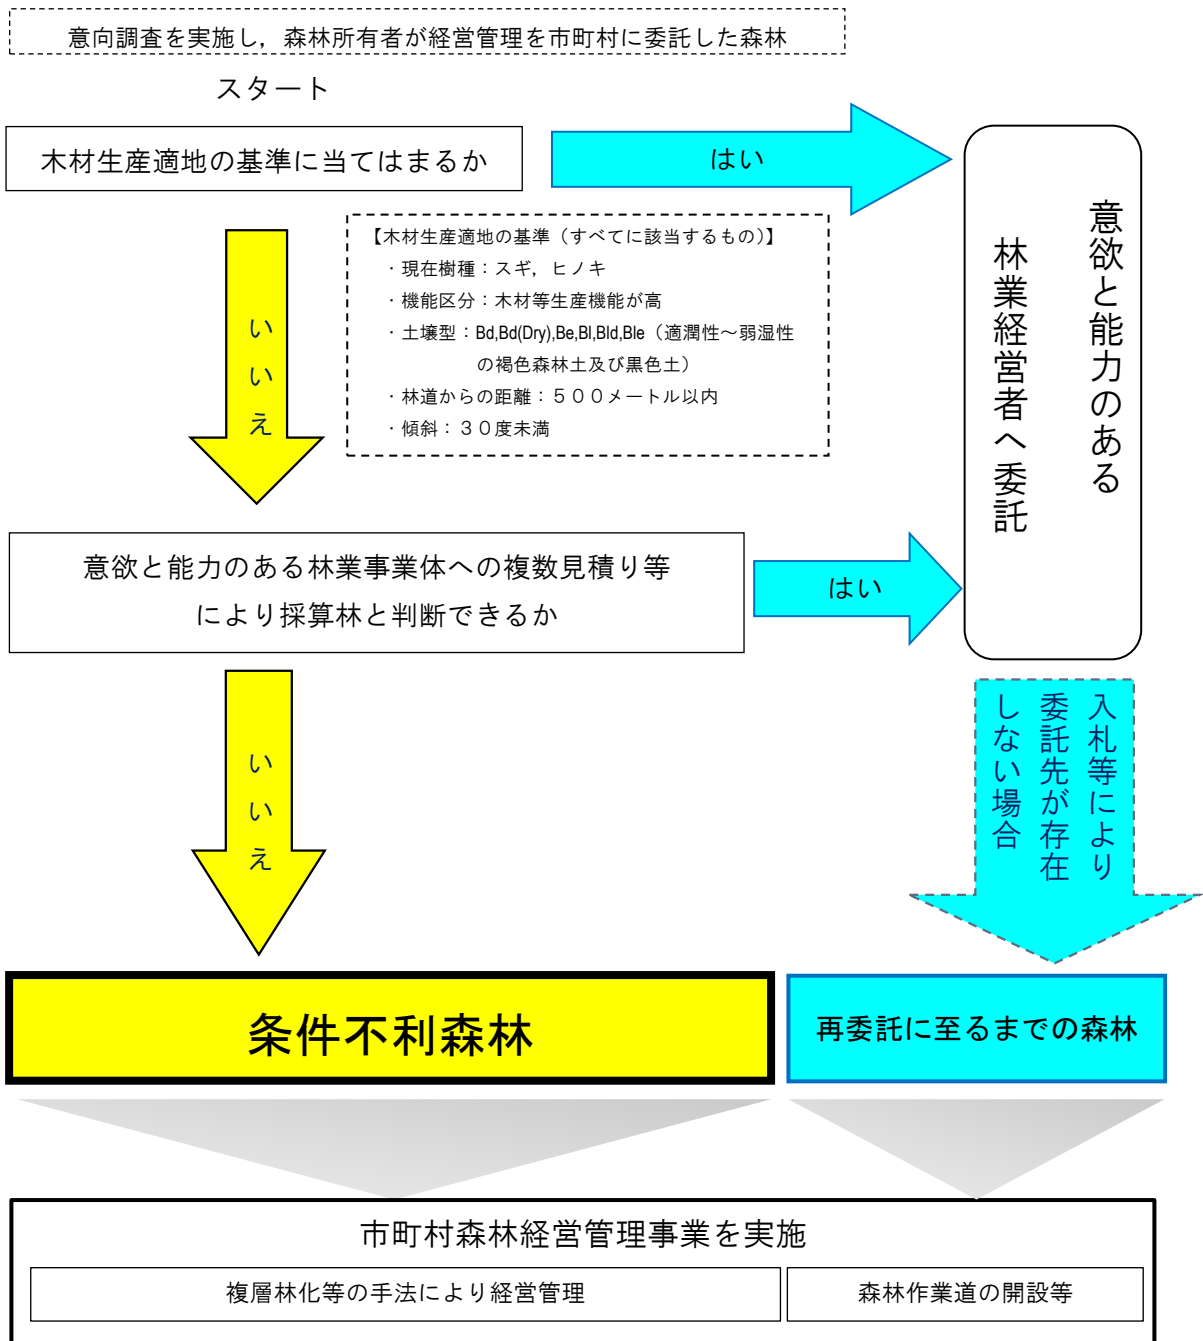 意向調査を実施し，森林所有者が経営管理を市町村に委託した森林
スタート
木材生産適地の基準に当てはまるか
はい
いいえ
【木材生産適地の基準（すべてに該当するもの）】
・現在樹種：スギ，ヒノキ
・機能区分：木材等生産機能が高
・土壌型：Bd,Bd(Dry),Be,Bl,Bld,Ble（適潤性～弱湿性
の褐色森林土及び黒色土）
・林道からの距離：５００メートル以内
・傾斜：３０度未満
意欲と能力のある
林業経営者へ委託
意欲と能力のある林業事業体への複数見積り等
により採算林と判断できるか
はい
いいえ
入札等により
委託先が存在
しない場合
条件不利森林
再委託に至るまでの森林
市町村森林経営管理事業を実施
複層林化等の手法により経営管理
森林作業道の開設等